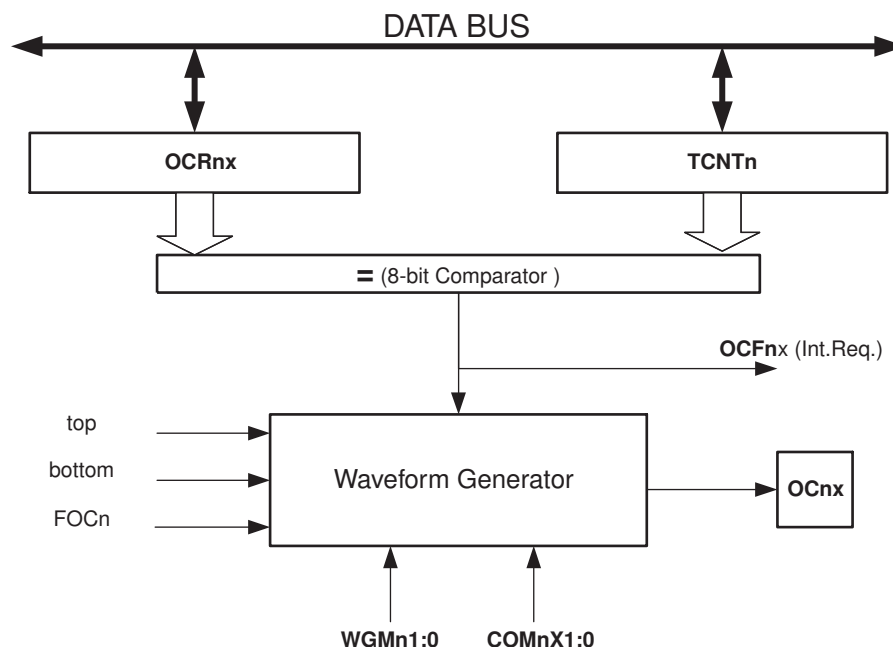 DATA BUS
OCRnx
TCNTn
= (8-bit Comparator )
OCFnx (Int.Req.)
top
bottom
FOCn
Waveform Generator
OCnx
WGMn1:0
COMnX1:0